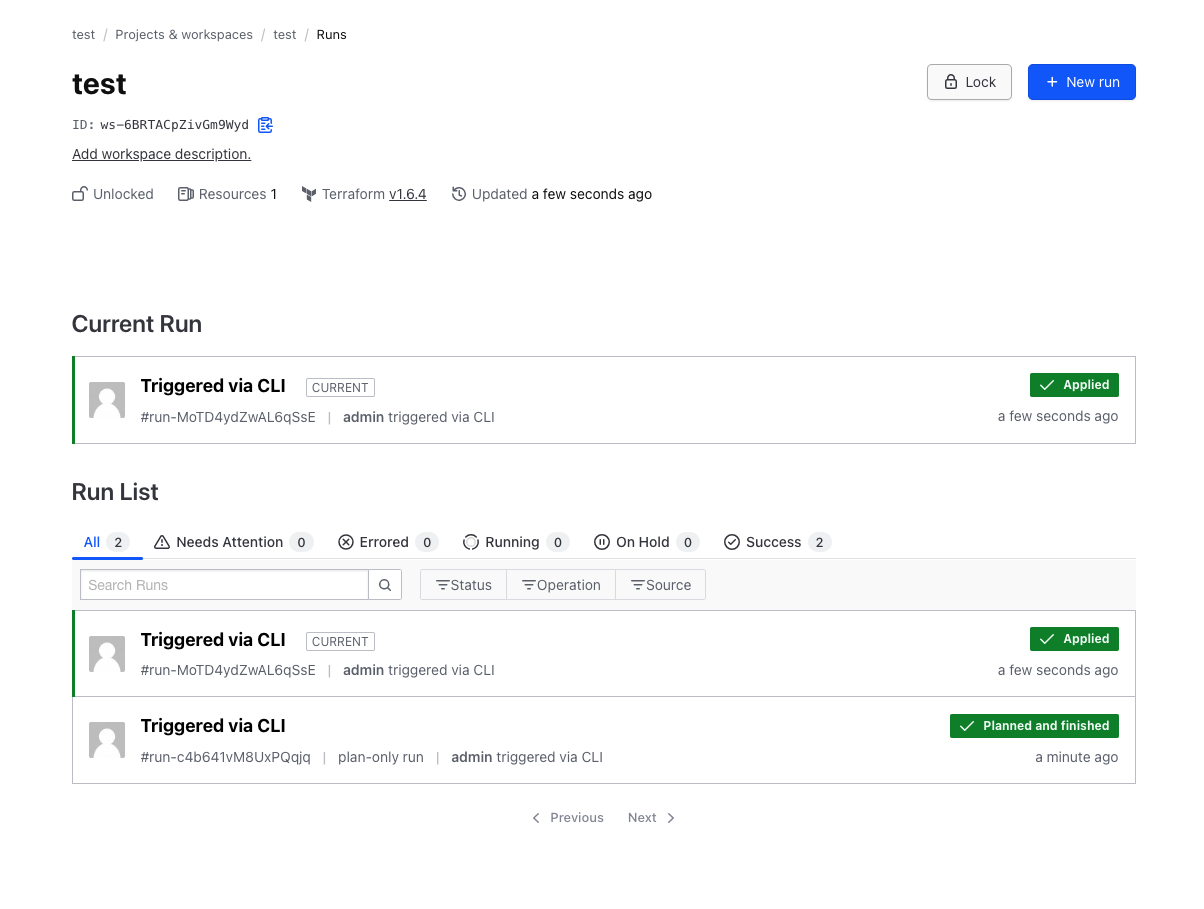 test / Projects & workspaces / test / Runs
test
Lock
+ New run
ID: ws-6BRTACpZivGm9Wyd
Add workspace description.
Unlocked Resources 1 Terraform v1.6.4 Updated a few seconds ago
Current Run
Triggered via CLI CURRENT Applied
#run-MoTD4ydZwAL6qSsE | admin triggered via CLI a few seconds ago
Run List
All 2 Needs Attention 0 Errored 0 Running 0 On Hold 0 Success 2
Search Runs Status Operation Source
Triggered via CLI CURRENT Applied
#run-MoTD4ydZwAL6qSsE | admin triggered via CLI a few seconds ago
Triggered via CLI Planned and finished
#run-c4b641vM8UxPQqjq | plan-only run | admin triggered via CLI a minute ago
Previous Next